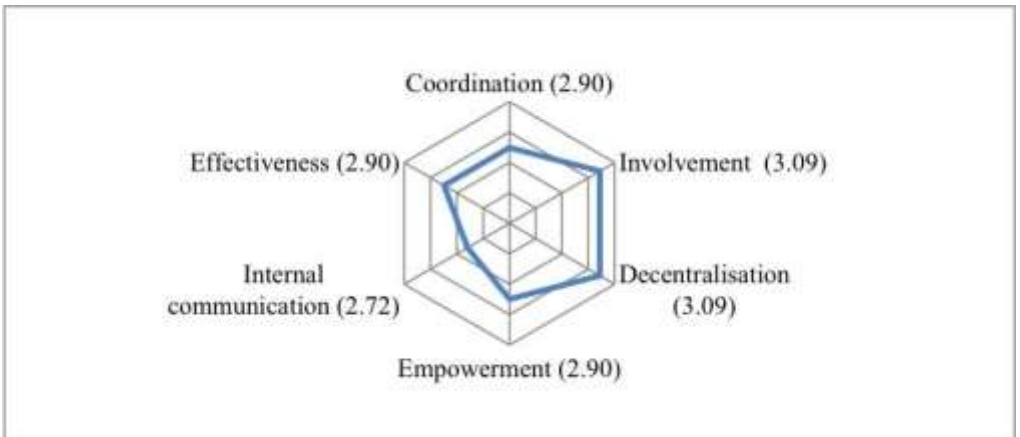 Coordination (2.90)
Effectiveness (2.90)
Involvement (3.09)
Internal
communication (2.72)
Decentralisation
(3.09)
Empowerment (2.90)